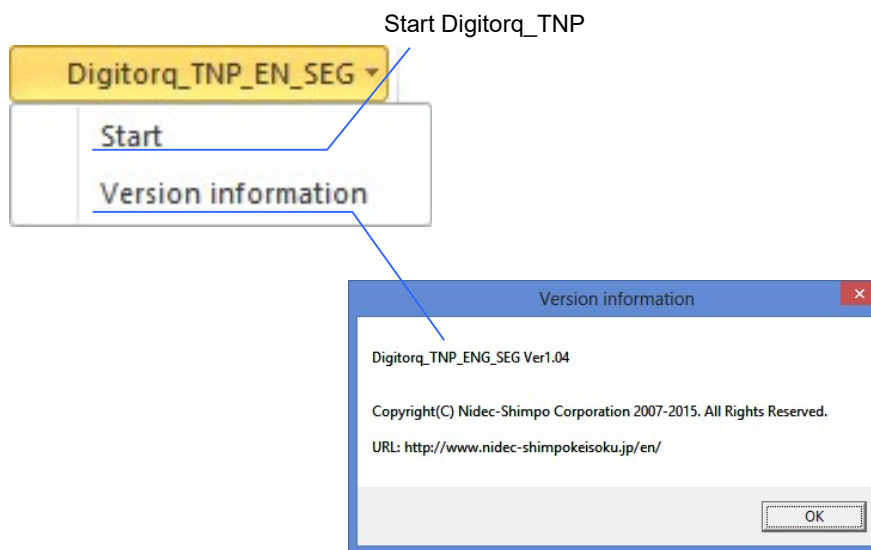 Start Digitorq_TNP
Digitorq_TNP_EN_SEG
Start
Version information
Version information
Digitorq_TNP_ENG_SEG Ver1.04
Copyright(C) Nidec-Shimpo Corporation 2007-2015. All Rights Reserved.
URL: http://www.nidec-shimpokeisoku.jp/en/
OK